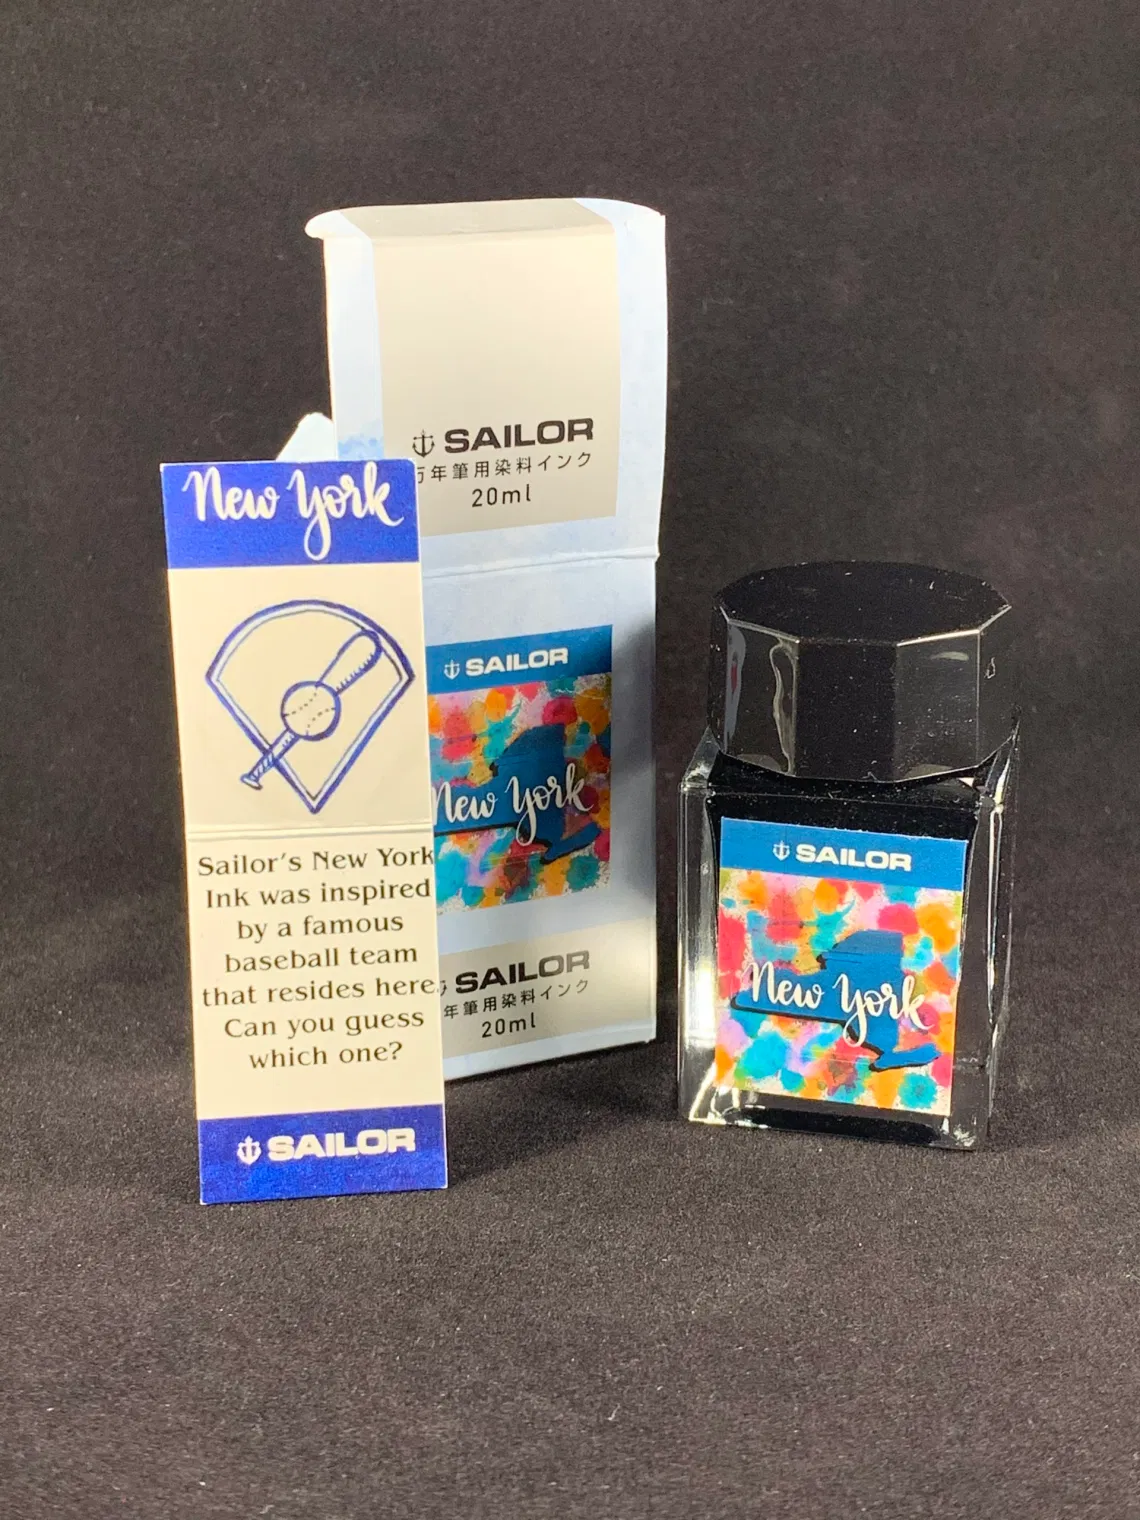 New York
Sailor's New York
Ink was inspired
by a famous
baseball team
that resides here.
Can you guess
which one?
SAILOR
SAILOR
万年筆用染料インク
20ml
SAILOR
New York
SAILOR
年筆用染料インク
20ml
SAILOR
New York